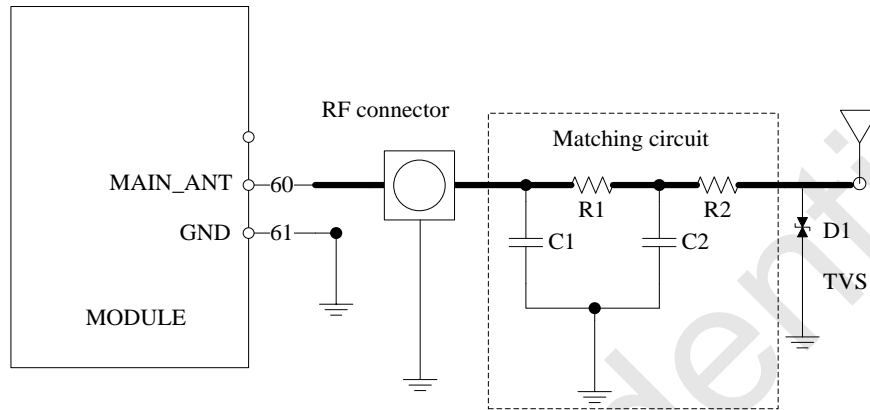 RF connector
Matching circuit
MAIN_ANT
60
R1
R2
GND
61
C1
C2
D1
TVS
MODULE